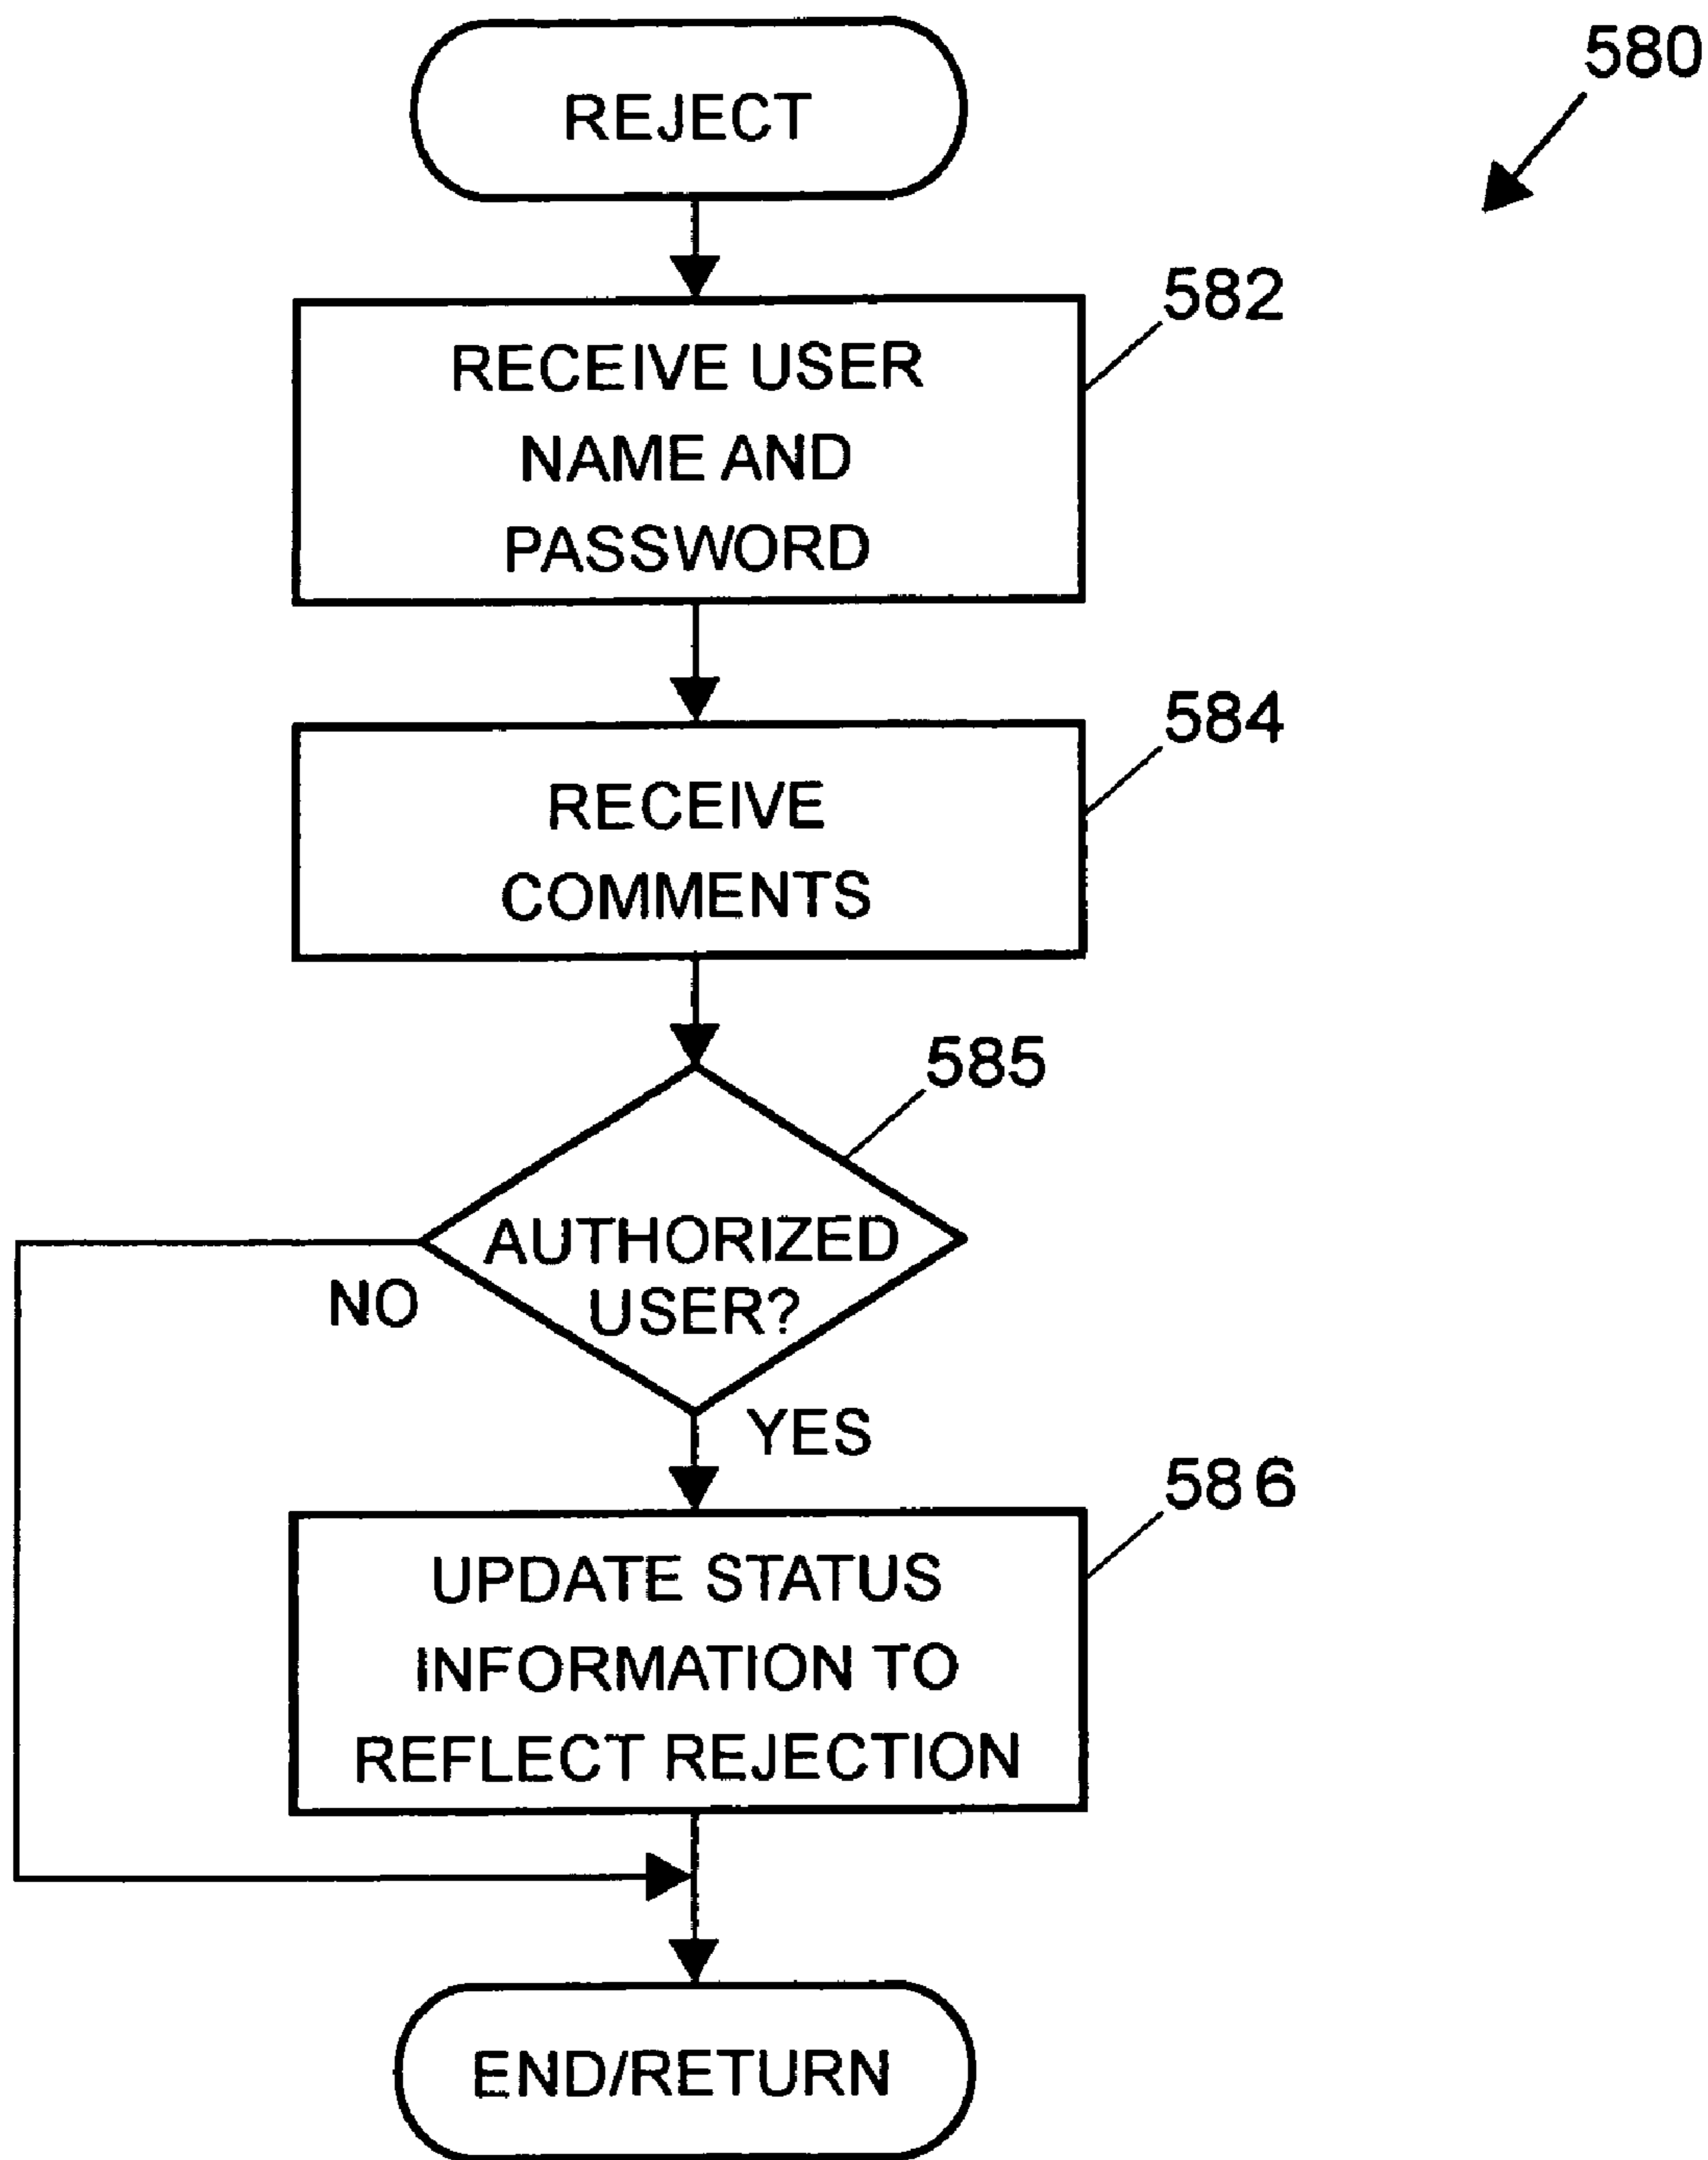 REJECT
580
RECEIVE USER
NAME AND
PASSWORD
582
RECEIVE
COMMENTS
584
AUTHORIZED
USER?
585
NO
YES
UPDATE STATUS
INFORMATION TO
REFLECT REJECTION
586
END/RETURN